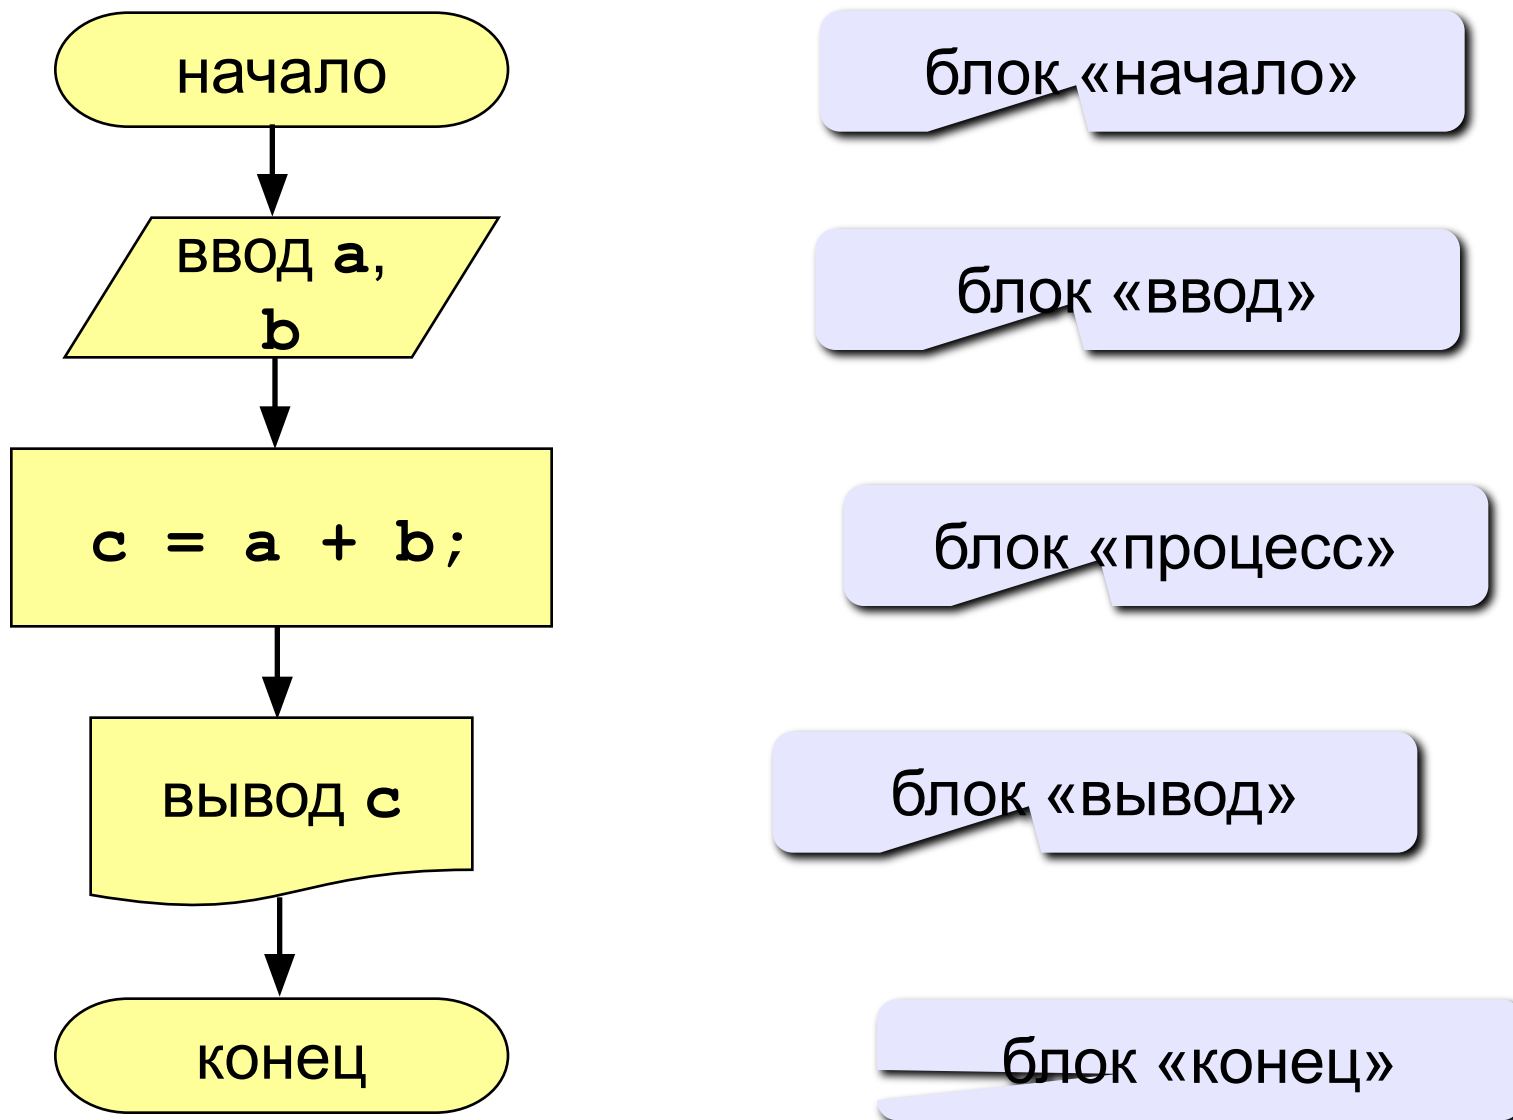 начало
блок «начало»
ввод a,
b
блок «ввод»
c = a + b;
блок «процесс»
вывод c
блок «вывод»
конец
блок «конец»